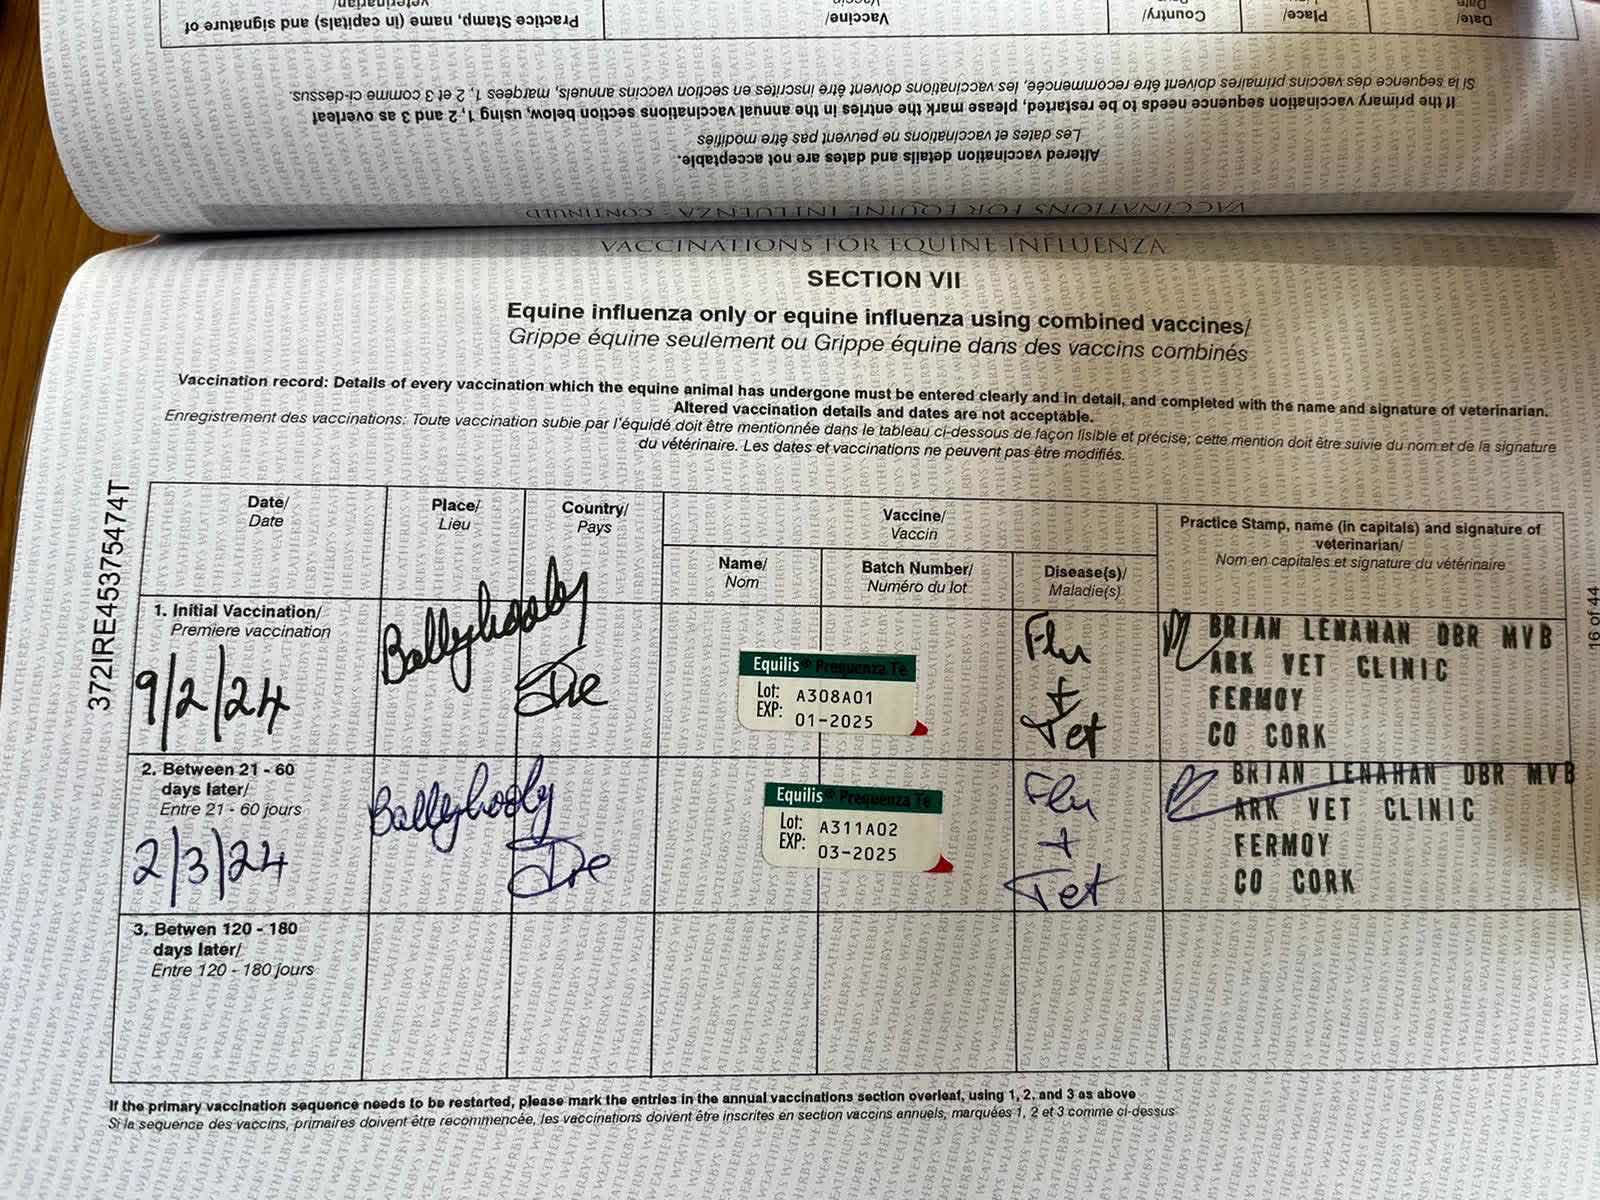 Practice Stamp, name (in capitals) and signature of
veterinarian/
Vaccine/
Country/
Place/
Date/
Si la sequence des vaccins primaires doivent être recommencée, les vaccinations doivent être inscrites en section vaccins annuels, margees 1, 2 et 3 comme ci-dessus.
If the primary vaccination sequence needs to be restarted, please mark the entries in the annual vaccinations section below, using 1, 2 and 3 as overleaf
Les dates et vaccinations ne peuvent pas être modifiés
Altered vaccination details and dates are not acceptable.
VACCINATIONS FOR EQUINE INFLUENZA - CONTINUED
VACCINATIONS FOR EQUINE INFLUENZA
SECTION VII
Equine influenza only or equine influenza using combined vaccines/
Grippe équine seulement ou Grippe équine dans des vaccins combinés
Vaccination record: Details of every vaccination which the equine animal has undergone must be entered clearly and in detail, and completed with the name and signature of veterinarian.
Altered vaccination details and dates are not acceptable.
Enregistrement des vaccinations: Toute vaccination subie par l'équidé doit être mentionnée dans le tableau ci-dessous de façon lisible et précise; cette mention doit être suivie du nom et de la signature
du vétérinaire. Les dates et vaccinations ne peuvent pas être modifiés.
372IRE45375474T
Date/
Date
Place/
Lieu
Country/
Pays
Vaccine/
Vaccin
Name/
Nom
Batch Number/
Numéro du lot
Disease(s)/
Maladie(s)
Practice Stamp, name (in capitals) and signature of
veterinarian/
Nom en capitales et signature du vétérinaire
1. Initial Vaccination/
Premiere vaccination
9/2/24
Ballyhooly
Ire
Equilis® Prequenza Te
Lot: A308A01
EXP: 01-2025
Flu
+
Tet
BRIAN LENAHAN DBR MVB
ARK VET CLINIC
FERMOY
CO CORK
2. Between 21 - 60
days later/
Entre 21 - 60 jours
2/3/24
Ballyhooly
Ire
Equilis® Prequenza Te
Lot: A311A02
EXP: 03-2025
Flu
+
Tet
BRIAN LENAHAN DBR MVB
ARK VET CLINIC
FERMOY
CO CORK
3. Betwen 120 - 180
days later/
Entre 120 - 180 jours
16 of 44
If the primary vaccination sequence needs to be restarted, please mark the entries in the annual vaccinations section overleaf, using 1, 2, and 3 as above
Si la sequence des vaccins, primaires doivent être recommencée, les vaccinations doivent être inscrites en section vaccins annuels, marquées 1, 2 et 3 comme ci-dessus